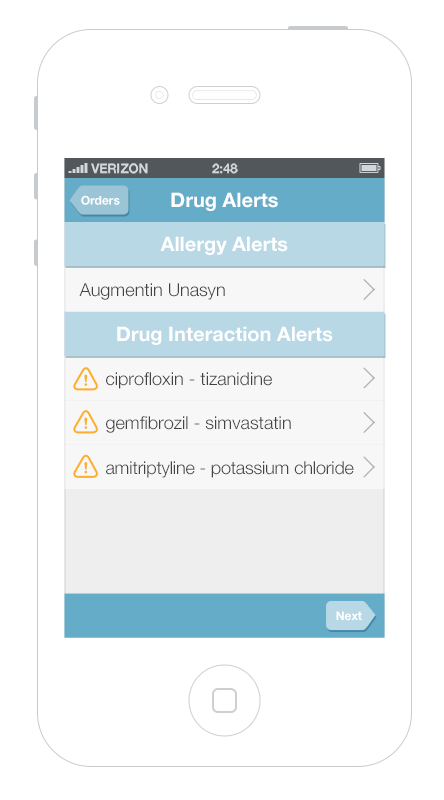 VERIZON 2:48
Orders Drug Alerts
Allergy Alerts
Augmentin Unasyn
Drug Interaction Alerts
ciprofloxin - tizanidine
gemfibrozil - simvastatin
amitriptyline - potassium chloride
Next